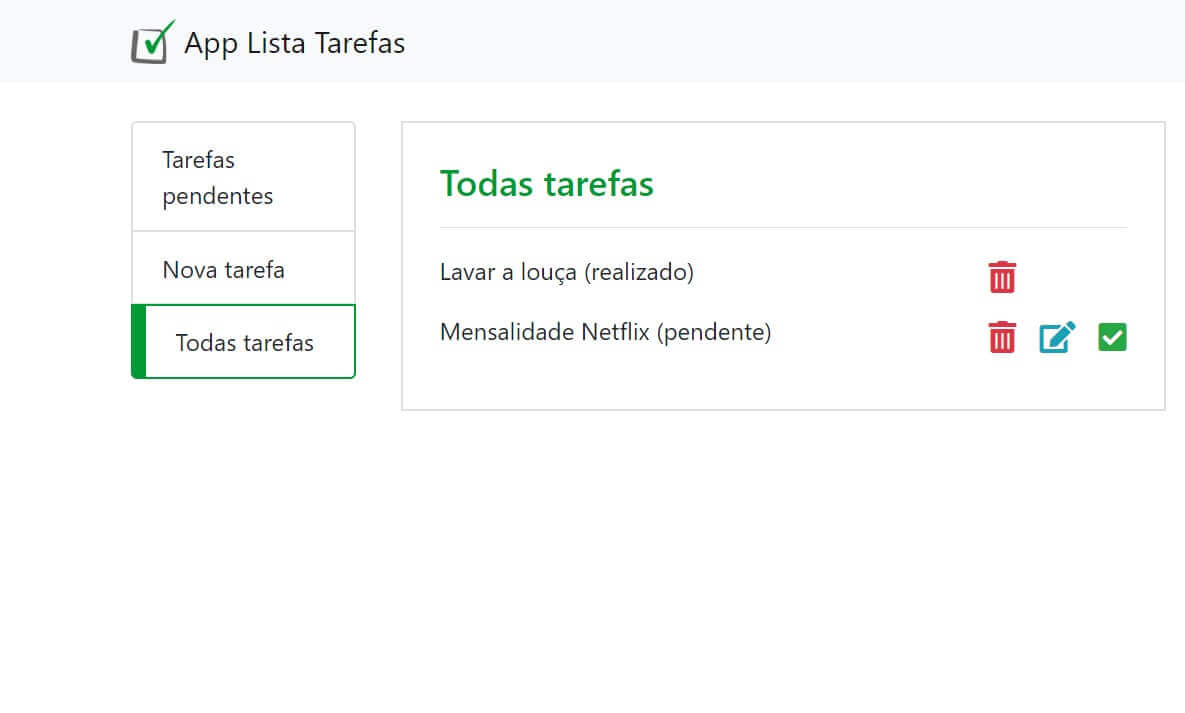 App Lista Tarefas
Tarefas
pendentes
Nova tarefa
Todas tarefas
Todas tarefas
Lavar a louça (realizado)
Mensalidade Netflix (pendente)